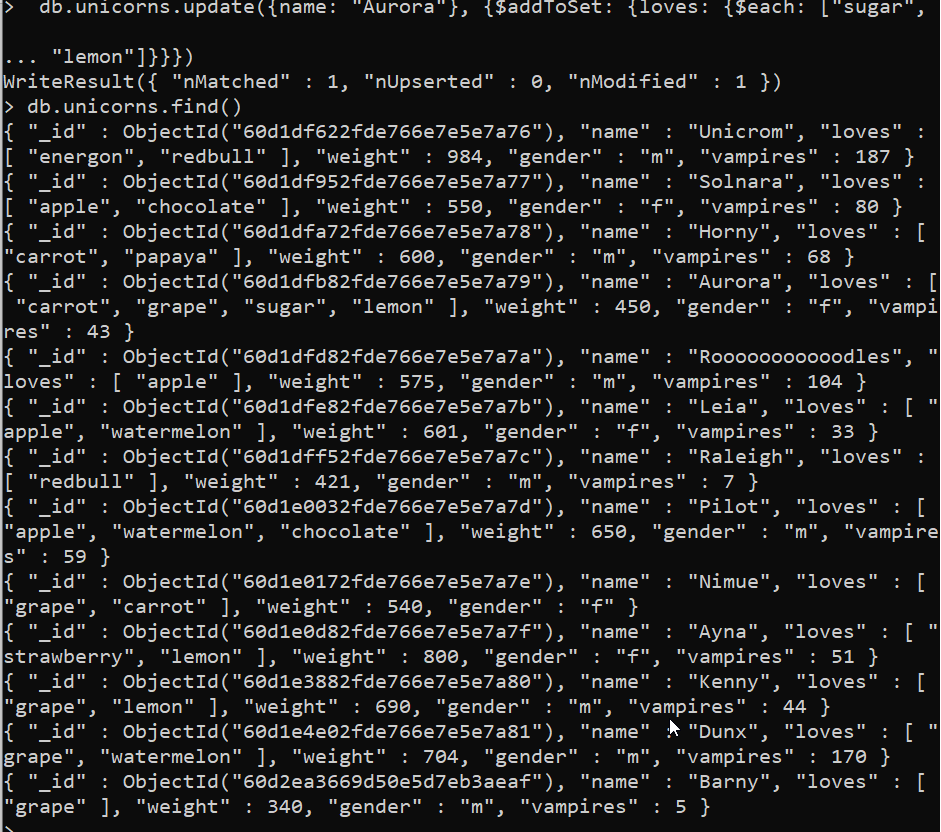 >  db.unicorns.update({name: "Aurora"}, {$addToSet: {loves: {$each: ["sugar",
... "lemon"]}}})
WriteResult({ "nMatched" : 1, "nUpserted" : 0, "nModified" : 1 })
> db.unicorns.find()
{ "_id" : ObjectId("60d1df622fde766e7e5e7a76"), "name" : "Unicrom", "loves" :
[ "energon", "redbull" ], "weight" : 984, "gender" : "m", "vampires" : 187 }
{ "_id" : ObjectId("60d1df952fde766e7e5e7a77"), "name" : "Solnara", "loves" :
[ "apple", "chocolate" ], "weight" : 550, "gender" : "f", "vampires" : 80 }
{ "_id" : ObjectId("60d1dfa72fde766e7e5e7a78"), "name" : "Horny", "loves" : [
"carrot", "papaya" ], "weight" : 600, "gender" : "m", "vampires" : 68 }
{ "_id" : ObjectId("60d1dfb82fde766e7e5e7a79"), "name" : "Aurora", "loves" : [
 "carrot", "grape", "sugar", "lemon" ], "weight" : 450, "gender" : "f", "vampi
res" : 43 }
{ "_id" : ObjectId("60d1dfd82fde766e7e5e7a7a"), "name" : "Rooooooooooodles", "
loves" : [ "apple" ], "weight" : 575, "gender" : "m", "vampires" : 104 }
{ "_id" : ObjectId("60d1dfe82fde766e7e5e7a7b"), "name" : "Leia", "loves" : [ "
apple", "watermelon" ], "weight" : 601, "gender" : "f", "vampires" : 33 }
{ "_id" : ObjectId("60d1dff52fde766e7e5e7a7c"), "name" : "Raleigh", "loves" :
[ "redbull" ], "weight" : 421, "gender" : "m", "vampires" : 7 }
{ "_id" : ObjectId("60d1e0032fde766e7e5e7a7d"), "name" : "Pilot", "loves" : [
"apple", "watermelon", "chocolate" ], "weight" : 650, "gender" : "m", "vampire
s" : 59 }
{ "_id" : ObjectId("60d1e0172fde766e7e5e7a7e"), "name" : "Nimue", "loves" : [
"grape", "carrot" ], "weight" : 540, "gender" : "f" }
{ "_id" : ObjectId("60d1e0d82fde766e7e5e7a7f"), "name" : "Ayna", "loves" : [ "
strawberry", "lemon" ], "weight" : 800, "gender" : "f", "vampires" : 51 }
{ "_id" : ObjectId("60d1e3882fde766e7e5e7a80"), "name" : "Kenny", "loves" : [
"grape", "lemon" ], "weight" : 690, "gender" : "m", "vampires" : 44 }
{ "_id" : ObjectId("60d1e4e02fde766e7e5e7a81"), "name" : "Dunx", "loves" : [ "
grape", "watermelon" ], "weight" : 704, "gender" : "m", "vampires" : 170 }
{ "_id" : ObjectId("60d2ea3669d50e5d7eb3aeaf"), "name" : "Barny", "loves" : [
"grape" ], "weight" : 340, "gender" : "m", "vampires" : 5 }
>